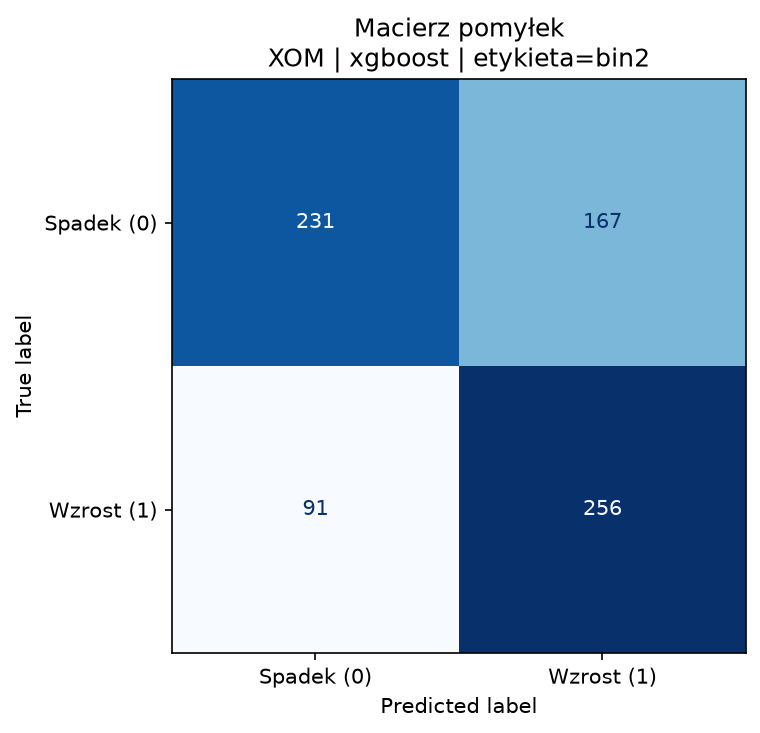 Macierz pomyłek
XOM | xgboost | etykieta=bin2
Spadek (0)
231
167
True label
Wzrost (1)
91
256
Spadek (0)
Wzrost (1)
Predicted label